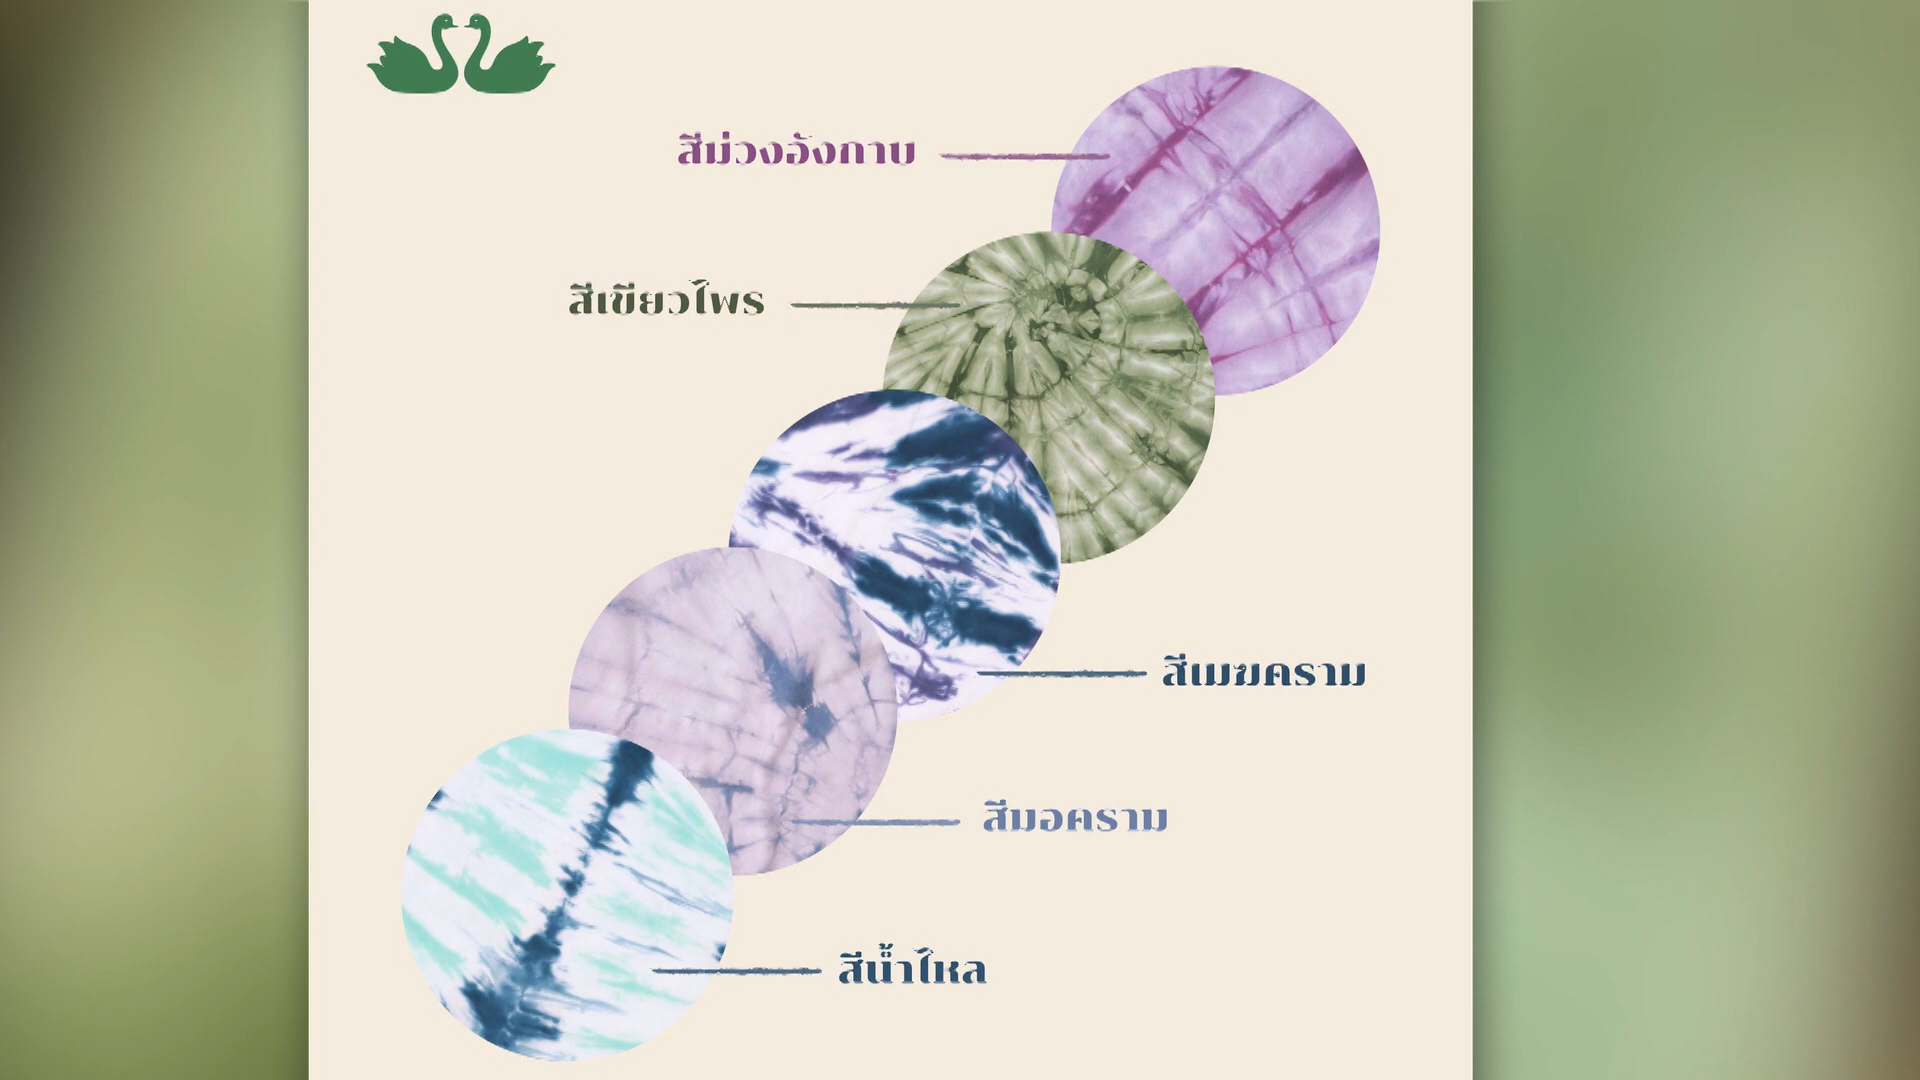 สีม่วงอังกาบ
สีเขียวไพร
สีเมฆคราม
สีมอคราม
สีน้ำไหล